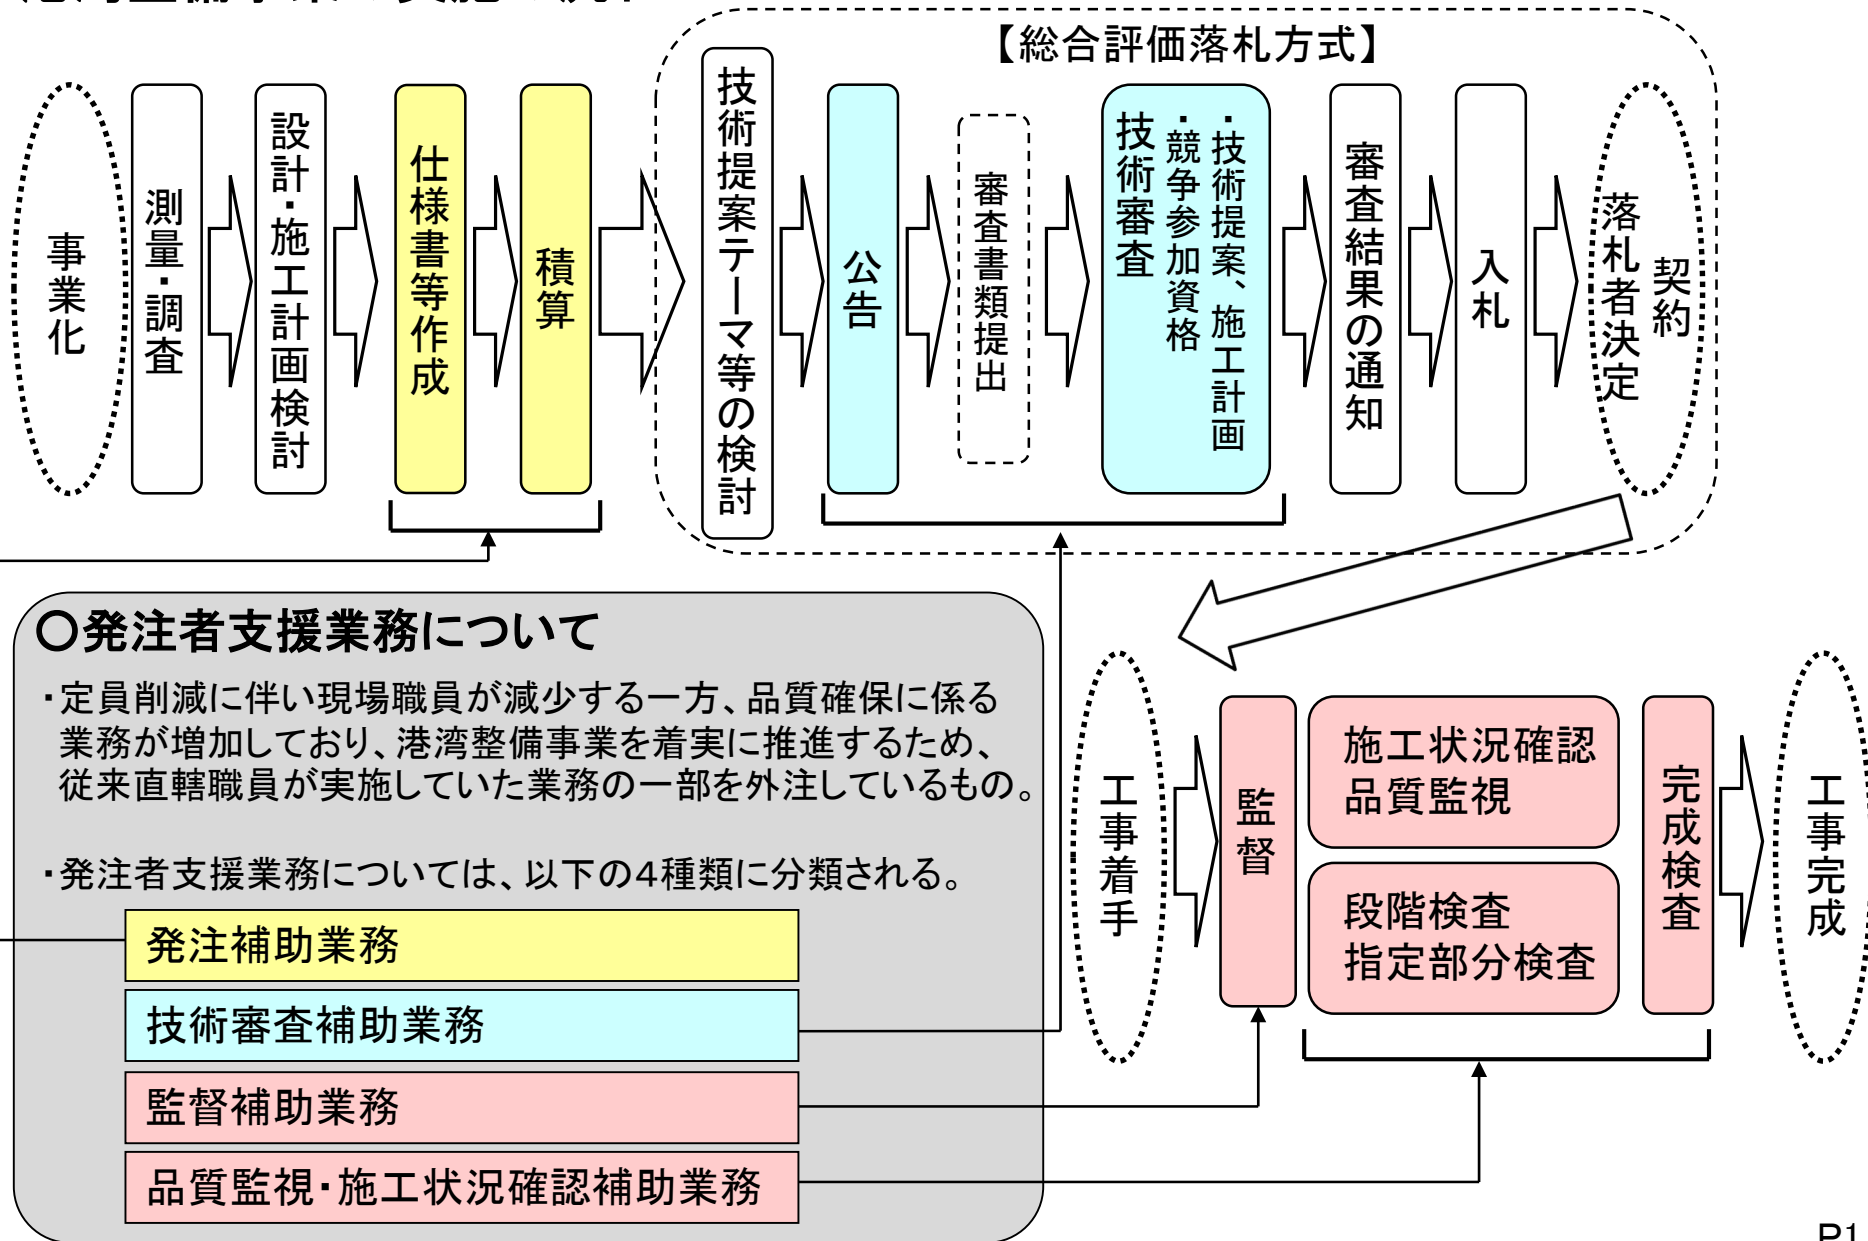 【総合評価落札方式】
事業化
測量・調査
設計・施工計画検討
仕様書等作成
積算
技術提案テーマ等の検討
公告
審査書類提出
技術審査
・競争参加資格
・技術提案、施工計画
審査結果の通知
入札
落札者決定
契約
〇発注者支援業務について
・定員削減に伴い現場職員が減少する一方、品質確保に係る
業務が増加しており、港湾整備事業を着実に推進するため、
従来直轄職員が実施していた業務の一部を外注しているもの。
・発注者支援業務については、以下の4種類に分類される。
発注補助業務
技術審査補助業務
監督補助業務
品質監視・施工状況確認補助業務
工事着手
監督
施工状況確認
品質監視
段階検査
指定部分検査
完成検査
工事完成
P1